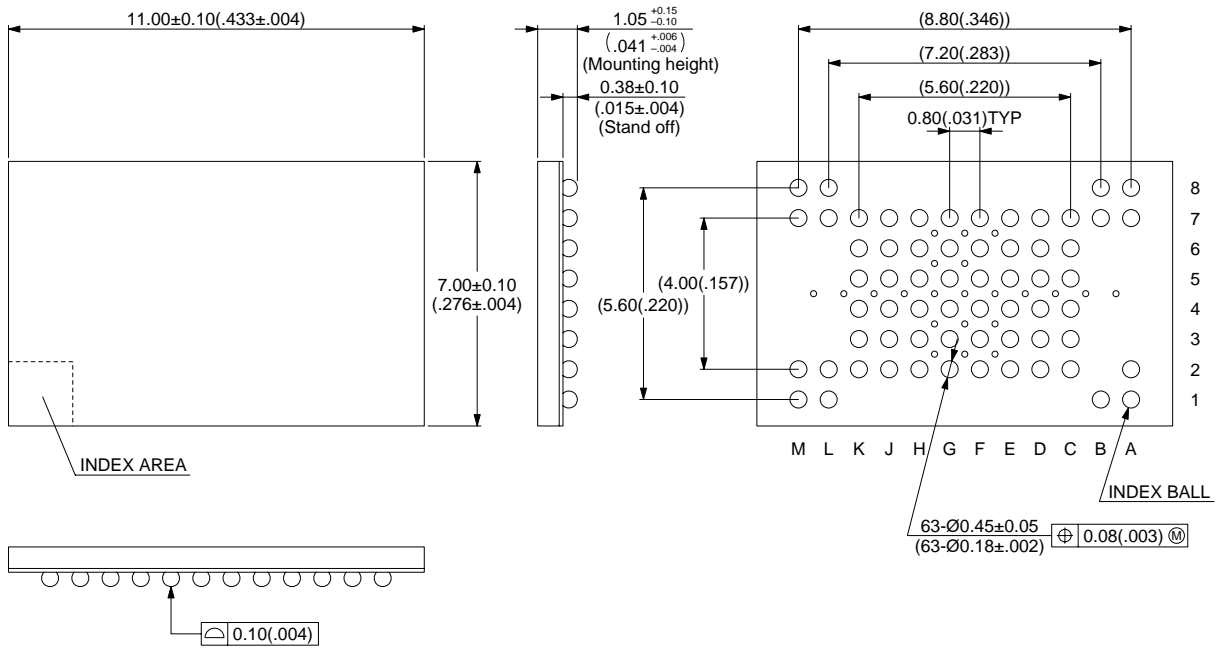 11.00±0.10(.433±.004)
1.05 +0.15 −0.10
(.041 +.006 −.004)
(Mounting height)
0.38±0.10
(.015±.004)
(Stand off)
(8.80(.346))
(7.20(.283))
(5.60(.220))
0.80(.031)TYP
7.00±0.10
(.276±.004)
INDEX AREA
(5.60(.220))
(4.00(.157))
8
7
6
5
4
3
2
1
M L K J H G F E D C B A
INDEX BALL
63-Ø0.45±0.05
(63-Ø0.18±.002)
⌖ 0.08(.003) Ⓜ
⌓ 0.10(.004)